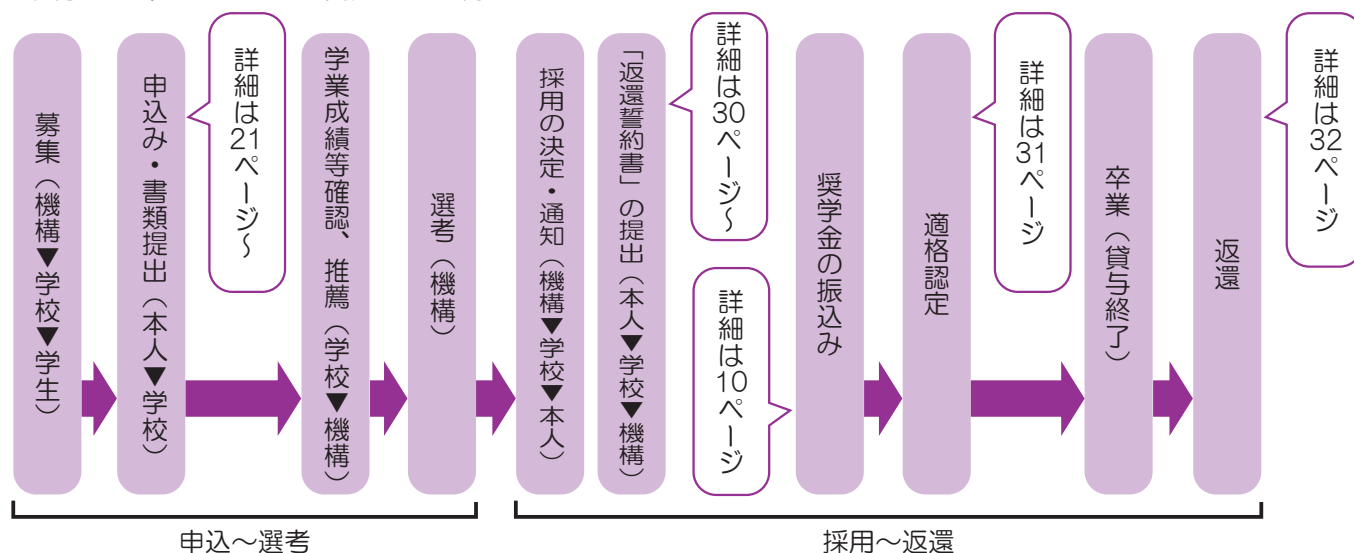 募集（機構▼学校▼学生）
申込み・書類提出（本人▼学校）
詳細は21ページ～
学業成績等確認、推薦（学校▼機構）
選考（機構）
採用の決定・通知（機構▼学校▼本人）
「返還誓約書」の提出（本人▼学校▼機構）
詳細は30ページ～
詳細は10ページ
奨学金の振込み
適格認定
詳細は31ページ
卒業（貸与終了）
返還
詳細は32ページ
申込～選考
採用～返還